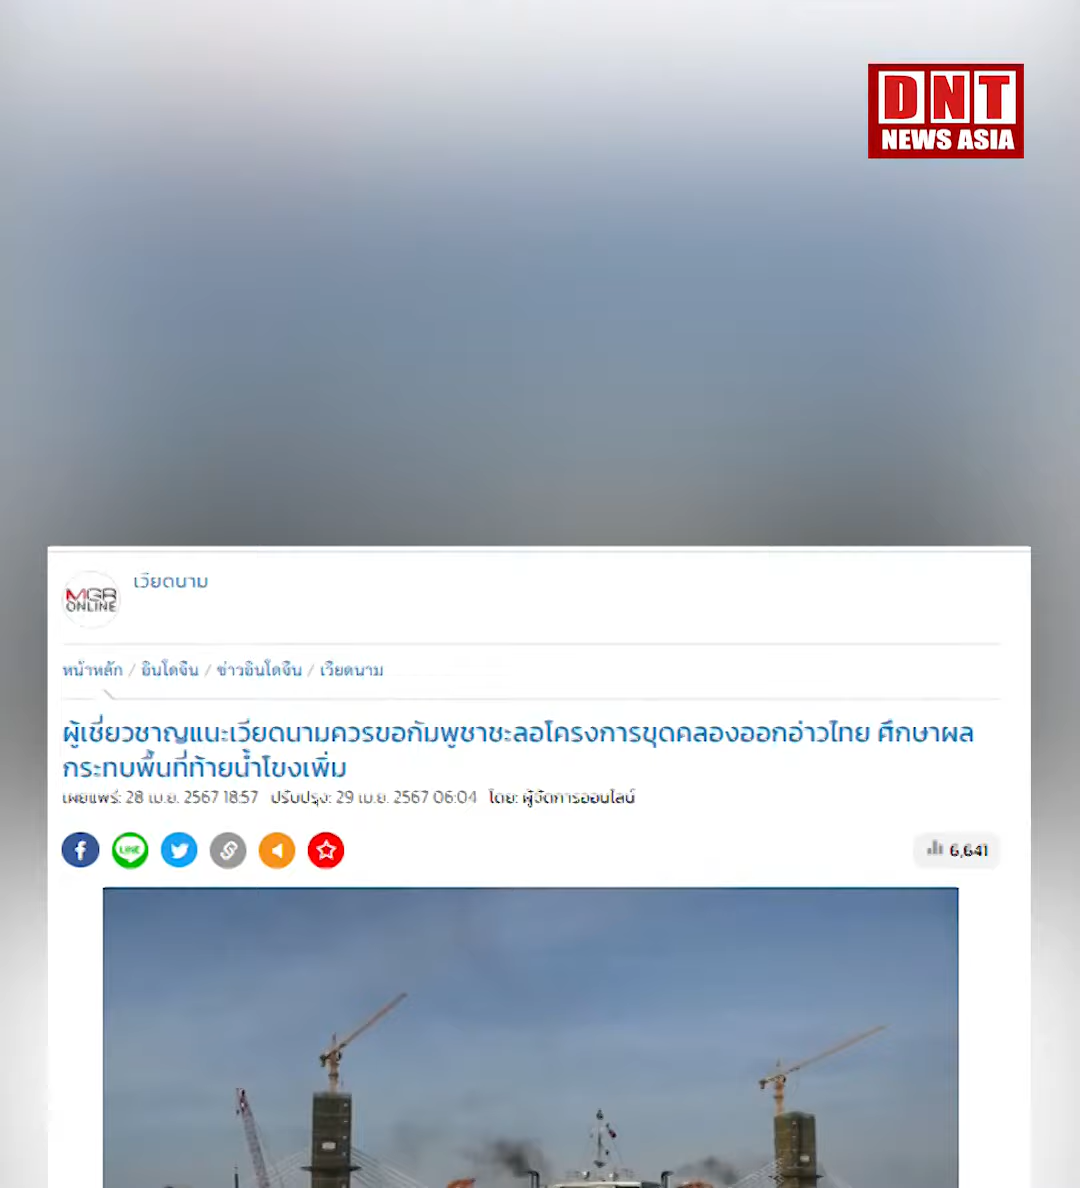 DNT
NEWS ASIA
MGR
ONLINE
เวียดนาม
หน้าหลัก / อินโดจีน / ข่าวอินโดจีน / เวียดนาม
ผู้เชี่ยวชาญแนะเวียดนามควรขอกัมพูชาชะลอโครงการขุดคลองออกอ่าวไทย ศึกษาผล
กระทบพื้นที่ท้ายน้ำโขงเพิ่ม
เผยแพร่: 28 เม.ย. 2567 18:57 ปรับปรุง: 29 เม.ย. 2567 06:04 โดย: ผู้จัดการออนไลน์
LINE
6,641